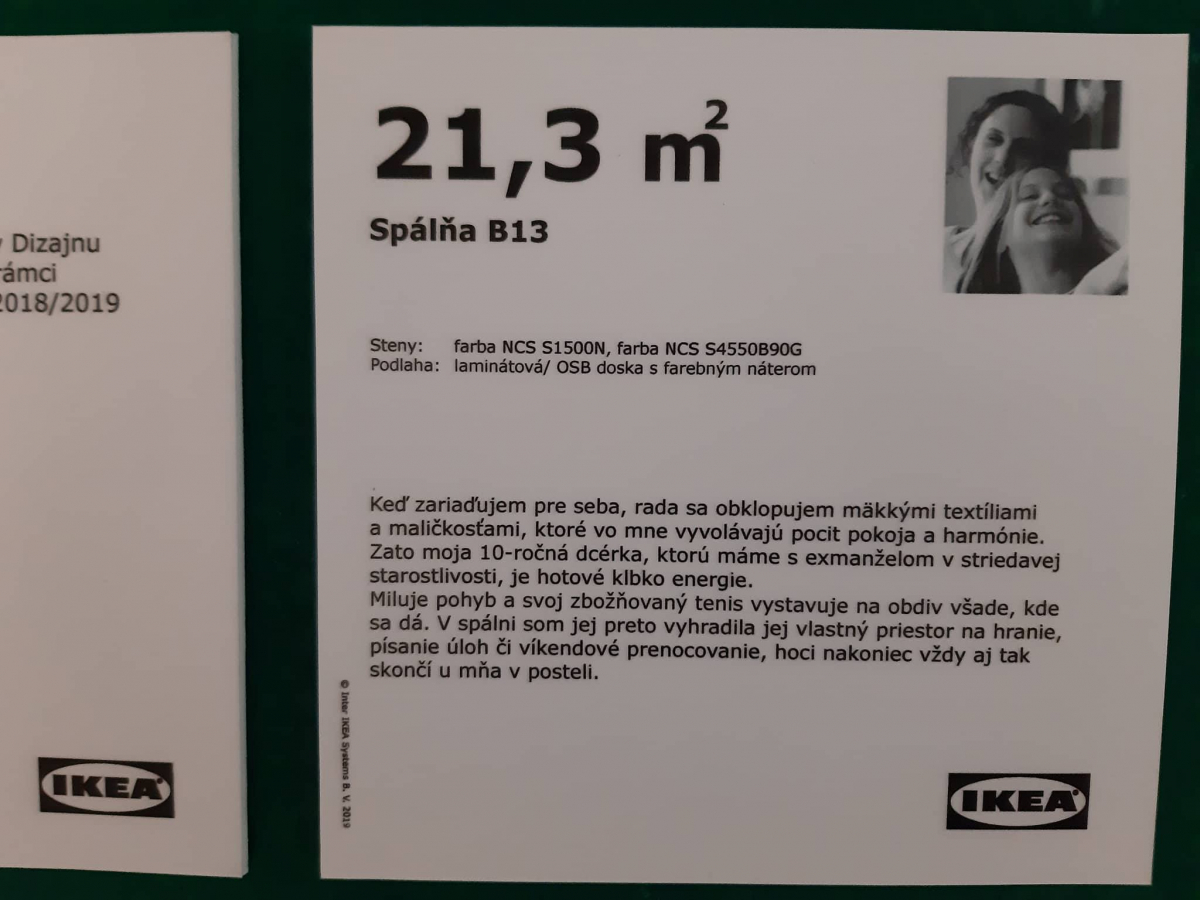 Dizajnu
rámci
2018/2019
IKEA
21,3 m²
Spálňa B13
Steny: farba NCS S1500N, farba NCS S4550B90G
Podlaha: laminátová/ OSB doska s farebným náterom
Keď zariaďujem pre seba, rada sa obklopujem mäkkými textíliami
a maličkosťami, ktoré vo mne vyvolávajú pocit pokoja a harmónie.
Zato moja 10-ročná dcérka, ktorú máme s exmanželom v striedavej
starostlivosti, je hotové klbko energie.
Miluje pohyb a svoj zbožňovaný tenis vystavuje na obdiv všade, kde
sa dá. V spálni som jej preto vyhradila jej vlastný priestor na hranie,
písanie úloh či víkendové prenocovanie, hoci nakoniec vždy aj tak
skončí u mňa v posteli.
© Inter IKEA Systems B. V. 2019
IKEA